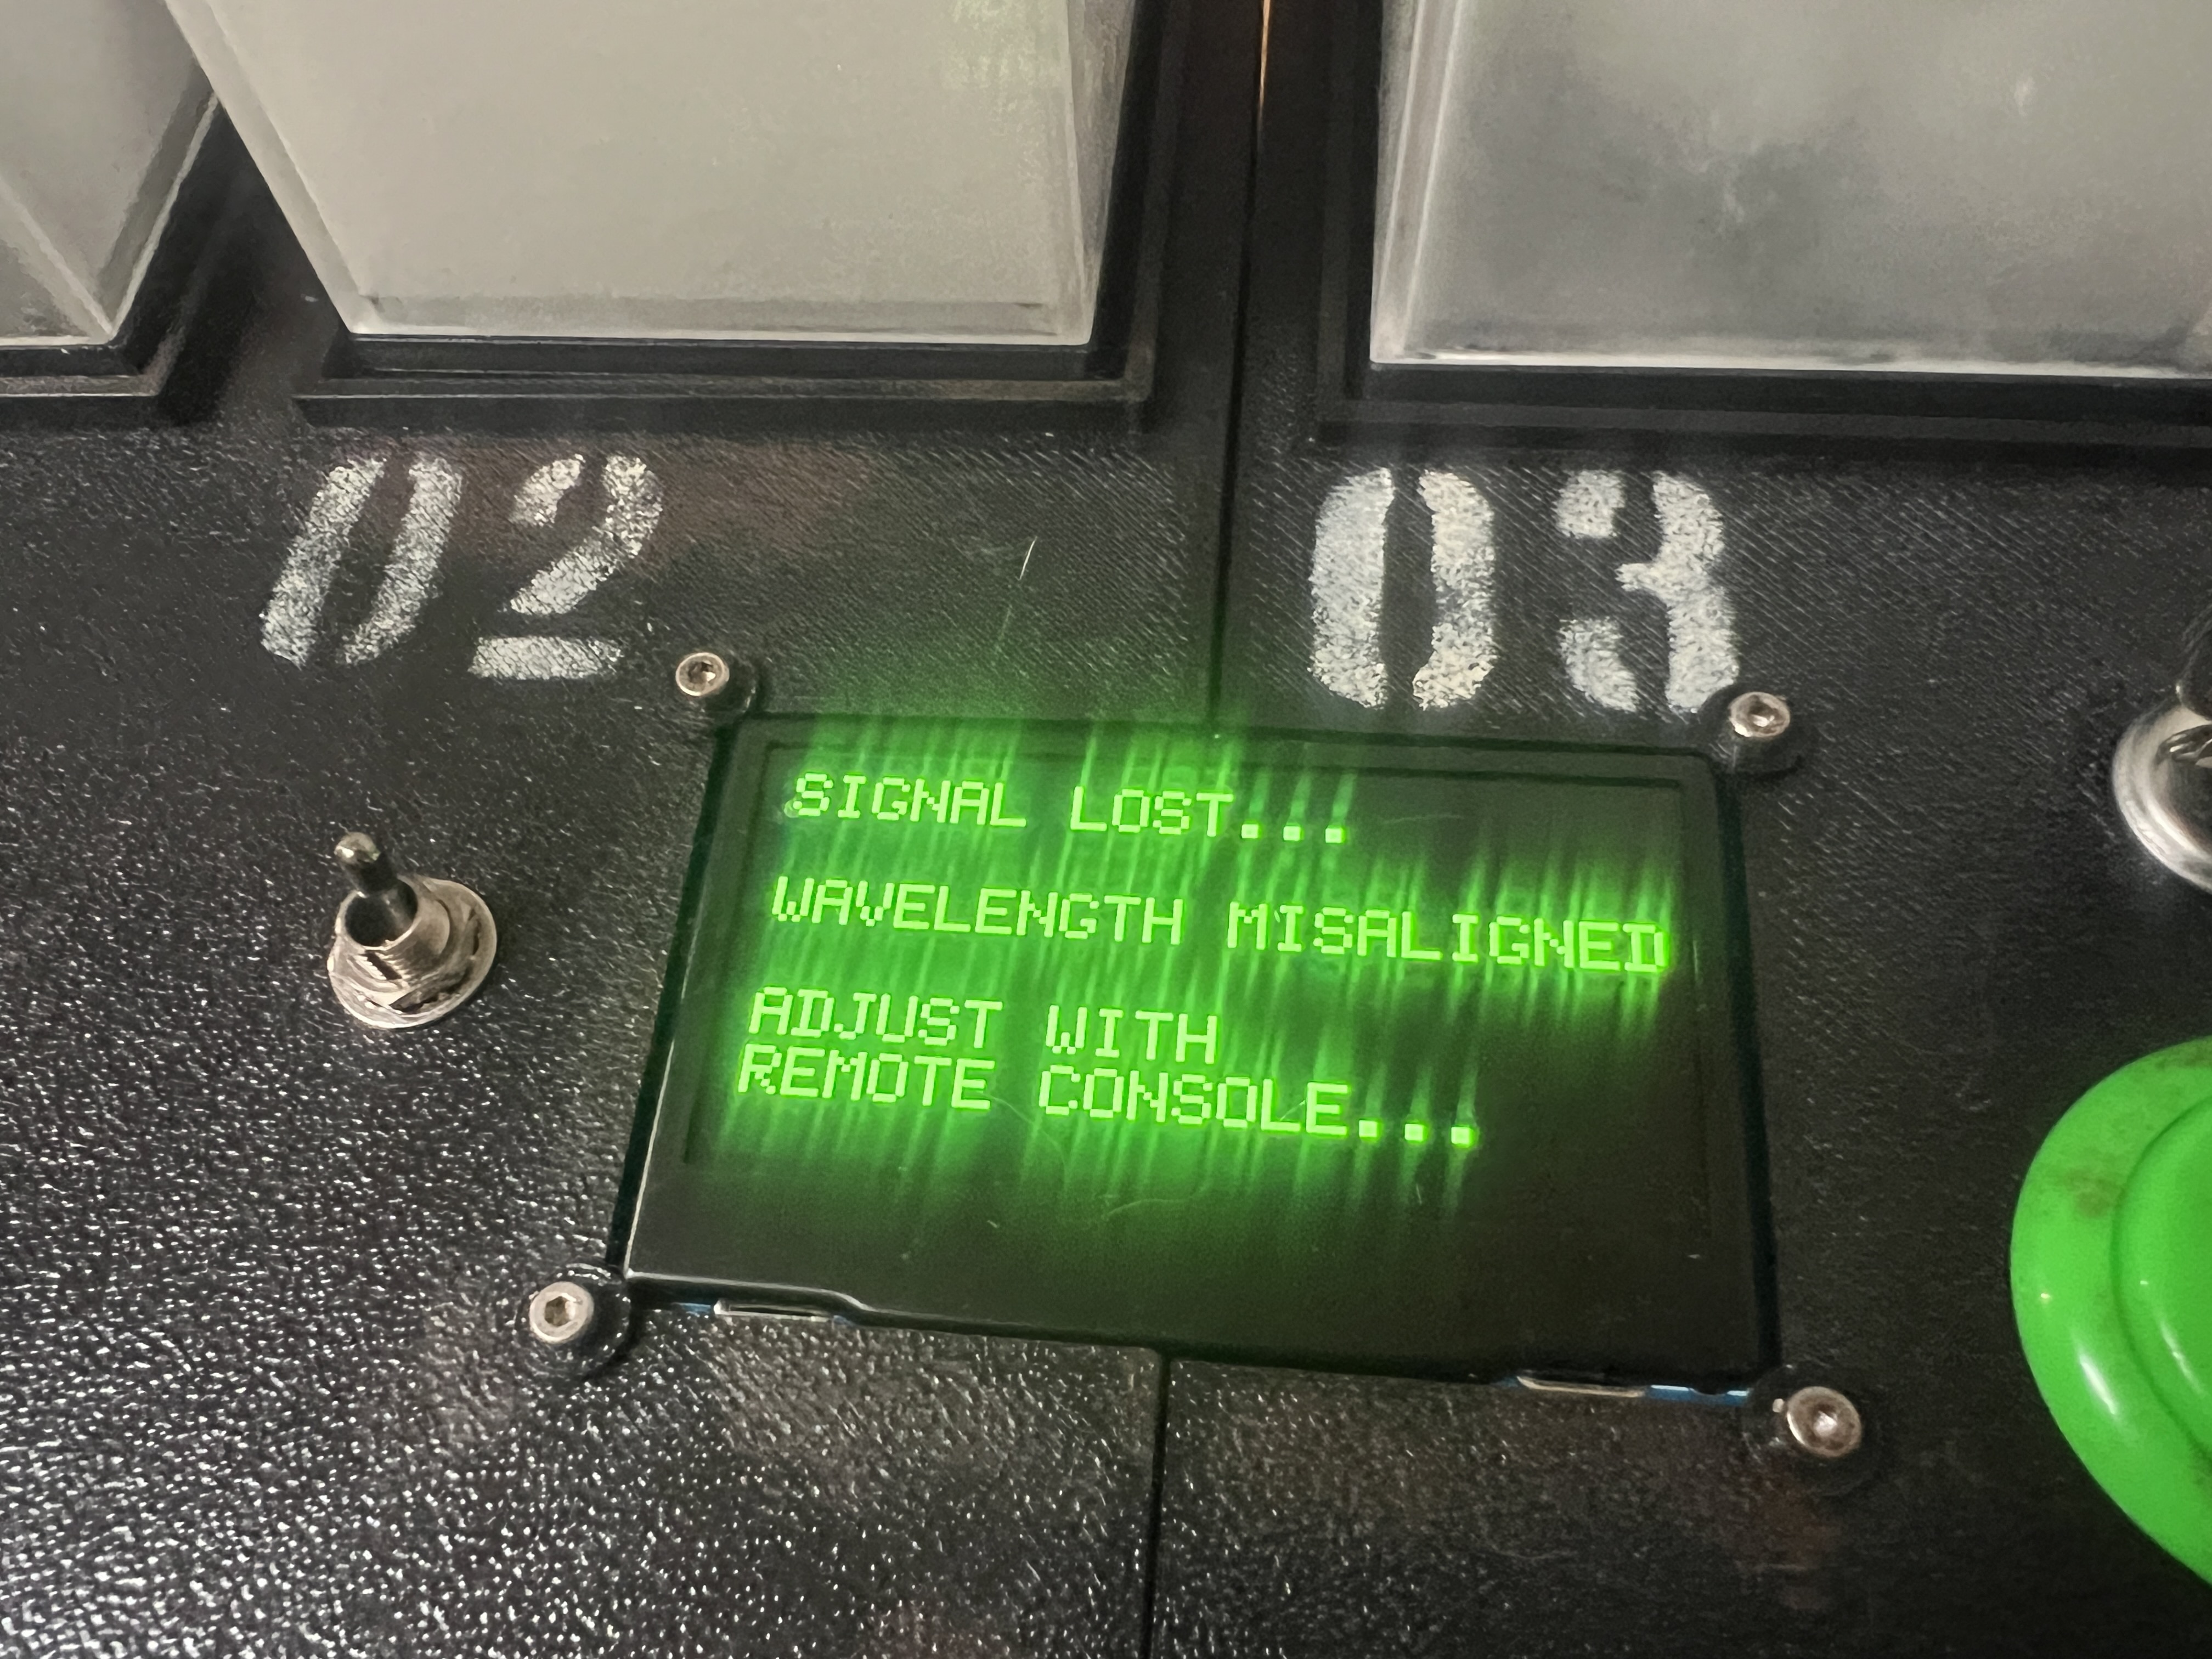 02
03
SIGNAL LOST...
WAVELENGTH MISALIGNED
ADJUST WITH
REMOTE CONSOLE...